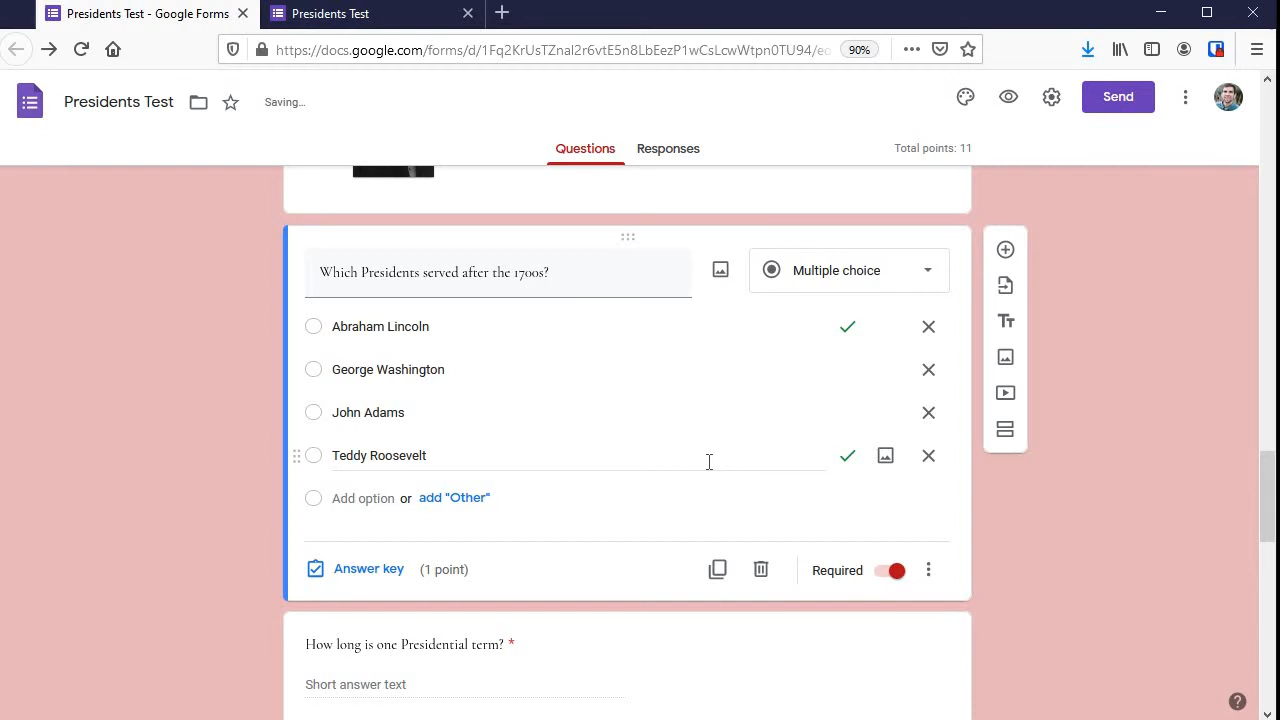 Presidents Test - Google Forms
Presidents Test
https://docs.google.com/forms/d/1Fq2KrUsTZnal2r6vtE5n8LbEezP1wCsLcwWtpn0TU94/ed
90%
Presidents Test
Saving...
Send
Questions
Responses
Total points: 11
Which Presidents served after the 1700s?
Multiple choice
Abraham Lincoln
George Washington
John Adams
Teddy Roosevelt
Add option or add "Other"
Answer key (1 point)
Required
How long is one Presidential term? *
Short answer text